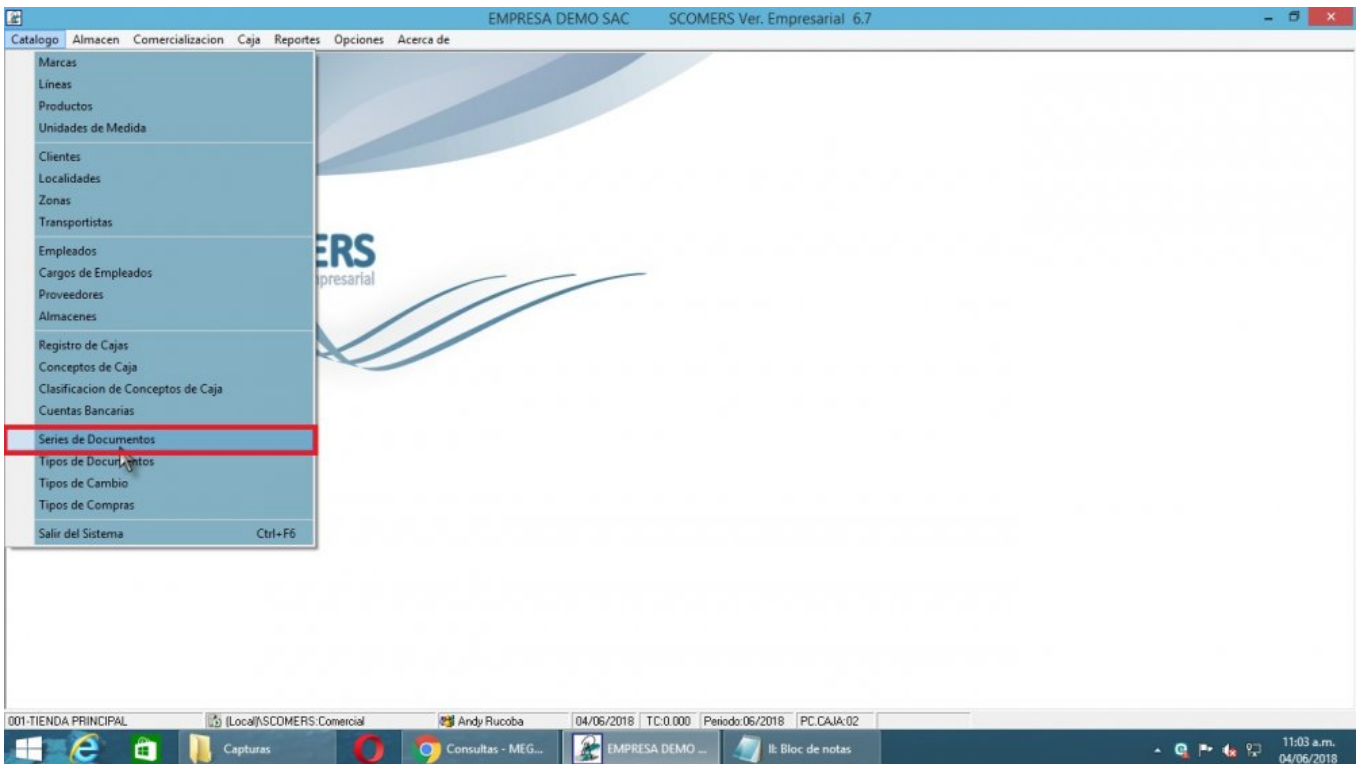 EMPRESA DEMO SAC SCOMERS Ver. Empresarial 6.7
Catalogo Almacen Comercializacion Caja Reportes Opciones Acerca de
Marcas
Líneas
Productos
Unidades de Medida
Clientes
Localidades
Zonas
Transportistas
Empleados
Cargos de Empleados
Proveedores
Almacenes
Registro de Cajas
Conceptos de Caja
Clasificacion de Conceptos de Caja
Cuentas Bancarias
Series de Documentos
Tipos de Documentos
Tipos de Cambio
Tipos de Compras
Salir del Sistema Ctrl+F6
ERS
presarial
001-TIENDA PRINCIPAL (Local)\SCOMERS:Comercial Andy Rucoba 04/06/2018 TC:0.000 Periodo:06/2018 PC.CAJA:02
Capturas Consultas - MEG... EMPRESA DEMO ... II: Bloc de notas
11:03 a.m.
04/06/2018